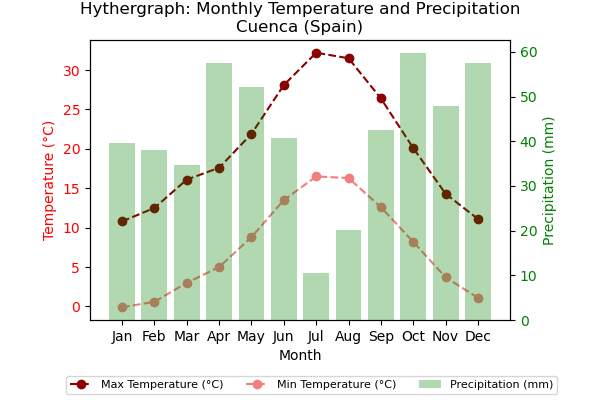 Hythergraph: Monthly Temperature and Precipitation
Cuenca (Spain)
Temperature (°C)
30
25
20
15
10
5
0
Precipitation (mm)
60
50
40
30
20
10
0
Jan Feb Mar Apr May Jun Jul Aug Sep Oct Nov Dec
Month
Max Temperature (°C) Min Temperature (°C) Precipitation (mm)